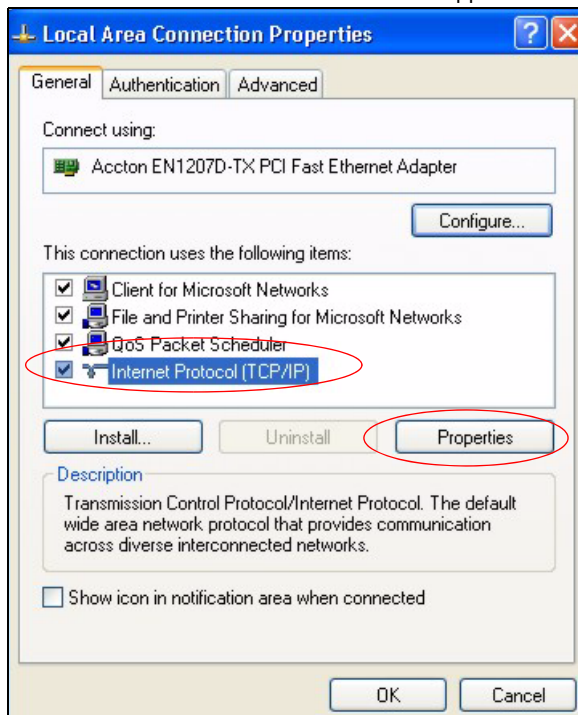 Local Area Connection Properties
General Authentication Advanced
Connect using:
Accton EN1207D-TX PCI Fast Ethernet Adapter
Configure...
This connection uses the following items:
Client for Microsoft Networks
File and Printer Sharing for Microsoft Networks
QoS Packet Scheduler
Internet Protocol (TCP/IP)
Install... Uninstall Properties
Description
Transmission Control Protocol/Internet Protocol. The default
wide area network protocol that provides communication
across diverse interconnected networks.
Show icon in notification area when connected
OK Cancel